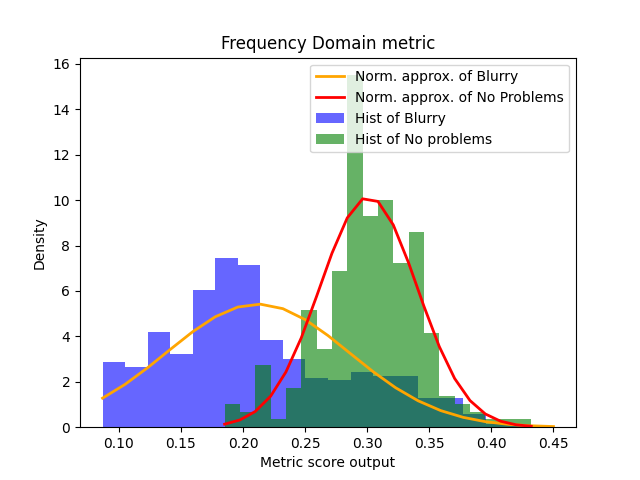 Frequency Domain metric
Norm. approx. of Blurry
Norm. approx. of No Problems
Hist of Blurry
Hist of No problems
16
14
12
10
8
6
4
2
0
Density
0.10 0.15 0.20 0.25 0.30 0.35 0.40 0.45
Metric score output